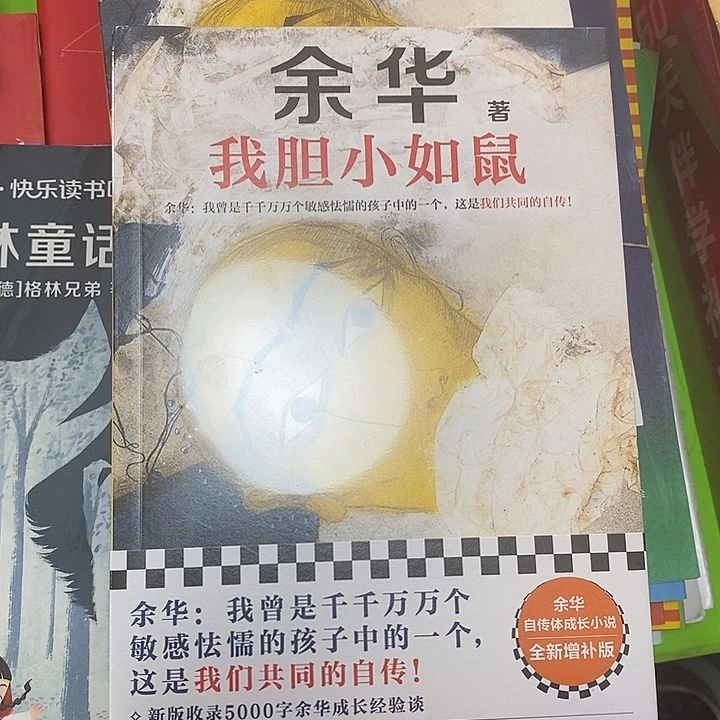 余华 著
我胆小如鼠
余华：我曾是千千万万个敏感怯懦的孩子中的一个，这是我们共同的自传！
余华：我曾是千千万万个
敏感怯懦的孩子中的一个，
这是我们共同的自传！
新版收录5000字余华成长经验谈
余华
自传体成长小说
全新增补版
·快乐读书
林童话
德]格林兄弟
天伴学